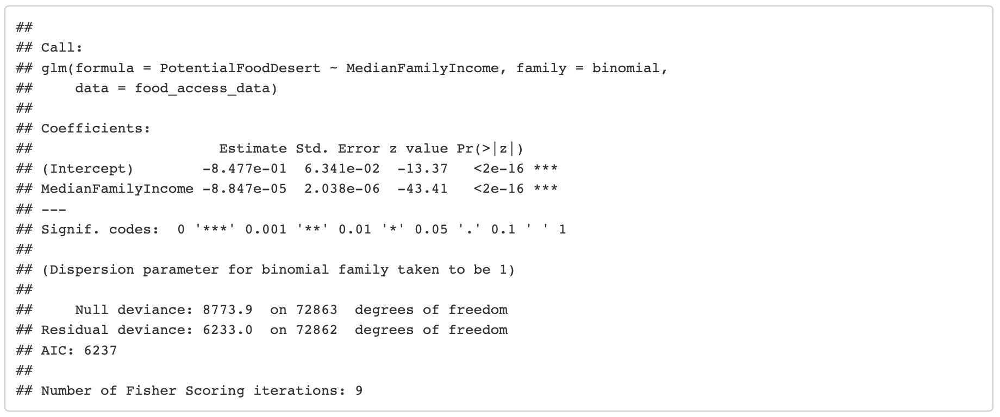 ##
## Call:
## glm(formula = PotentialFoodDesert ~ MedianFamilyIncome, family = binomial,
##     data = food_access_data)
##
## Coefficients:
##                      Estimate Std. Error z value Pr(>|z|)
## (Intercept)        -8.477e-01  6.341e-02  -13.37   <2e-16 ***
## MedianFamilyIncome -8.847e-05  2.038e-06  -43.41   <2e-16 ***
## ---
## Signif. codes:  0 '***' 0.001 '**' 0.01 '*' 0.05 '.' 0.1 ' ' 1
##
## (Dispersion parameter for binomial family taken to be 1)
##
##     Null deviance: 8773.9  on 72863  degrees of freedom
## Residual deviance: 6233.0  on 72862  degrees of freedom
## AIC: 6237
##
## Number of Fisher Scoring iterations: 9